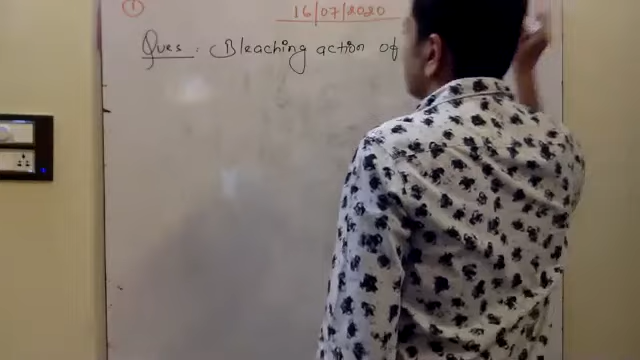 ①
16/07/2020
Ques : Bleaching action of